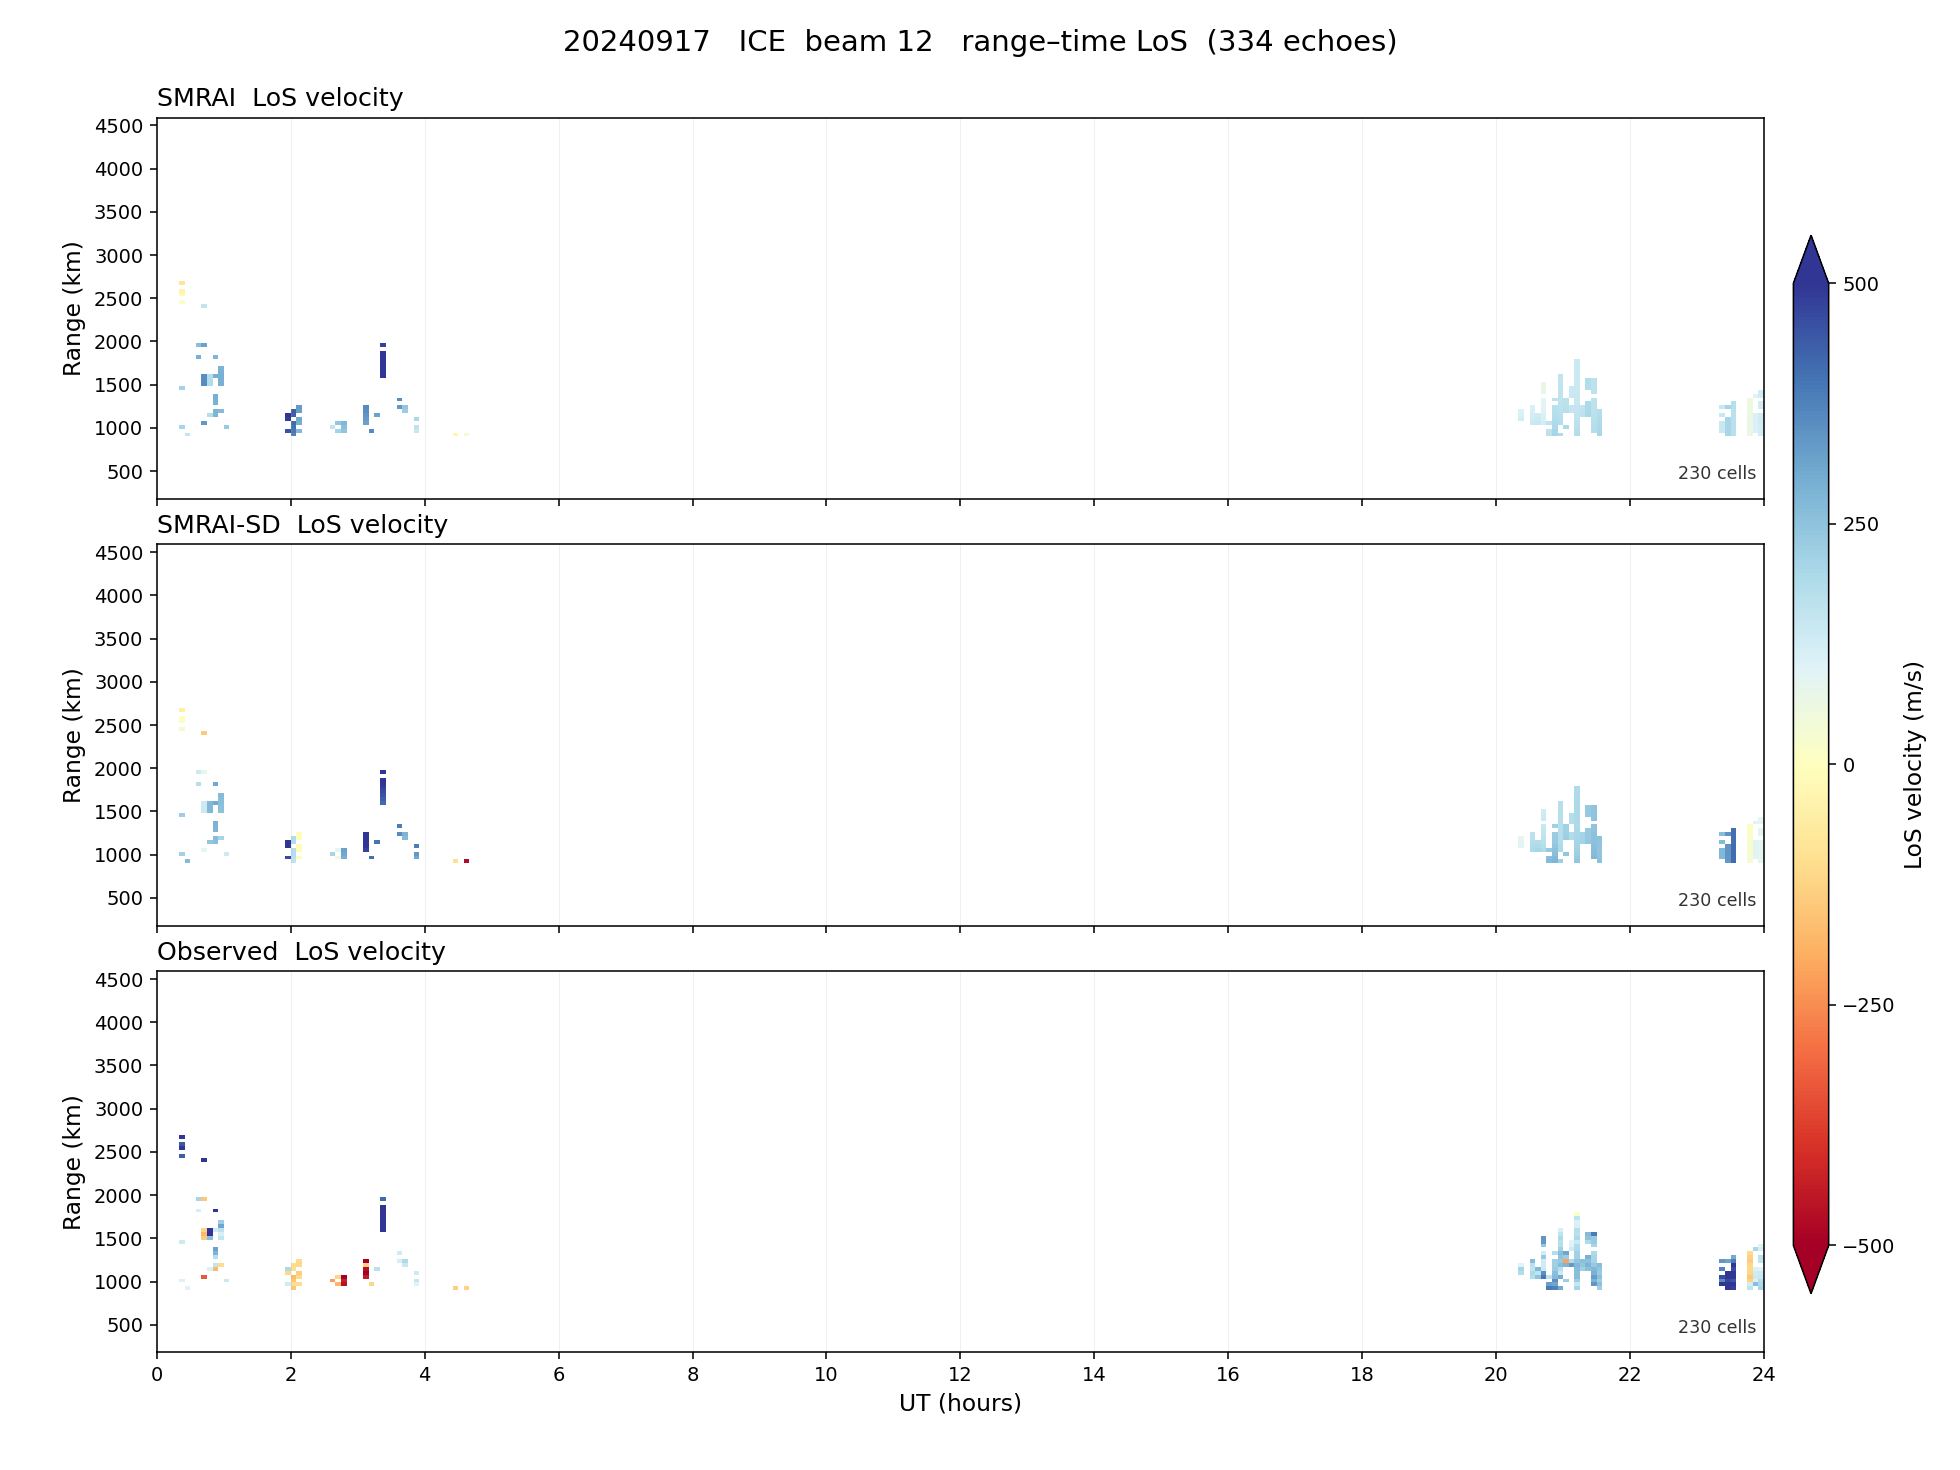 20240917 ICE beam 12 range–time LoS (334 echoes)
SMRAI LoS velocity
4500
4000
3500
3000
2500
2000
1500
1000
500
Range (km)
230 cells
SMRAI-SD LoS velocity
4500
4000
3500
3000
2500
2000
1500
1000
500
Range (km)
230 cells
Observed LoS velocity
4500
4000
3500
3000
2500
2000
1500
1000
500
Range (km)
230 cells
0 2 4 6 8 10 12 14 16 18 20 22 24
UT (hours)
500
250
0
−250
−500
LoS velocity (m/s)